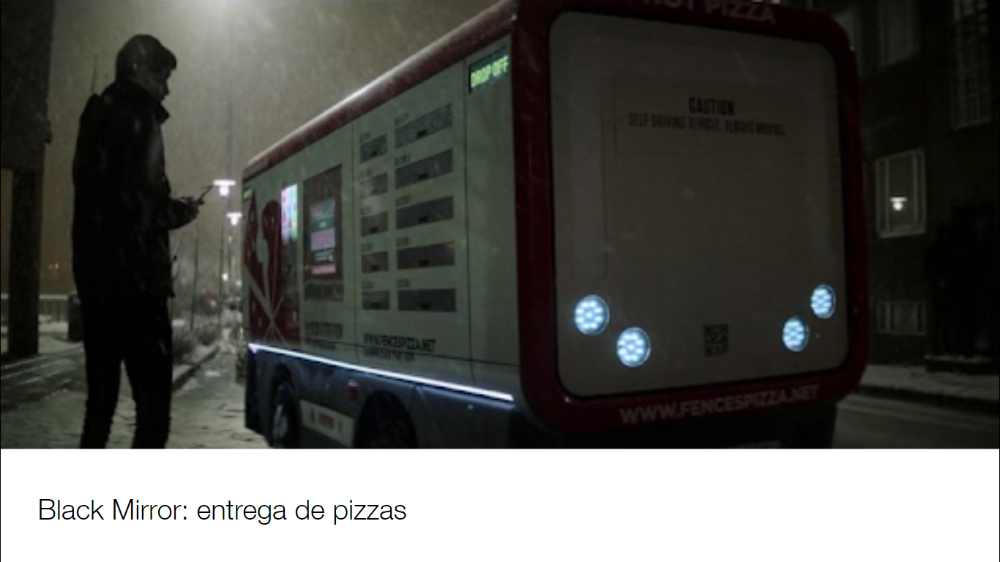 HOT PIZZA
DROP OFF
CAUTION
SELF DRIVING VEHICLE. ALWAYS MOVING.
WWW.FENCESPIZZA.NET
WWW.FENCESPIZZA.NET
Black Mirror: entrega de pizzas